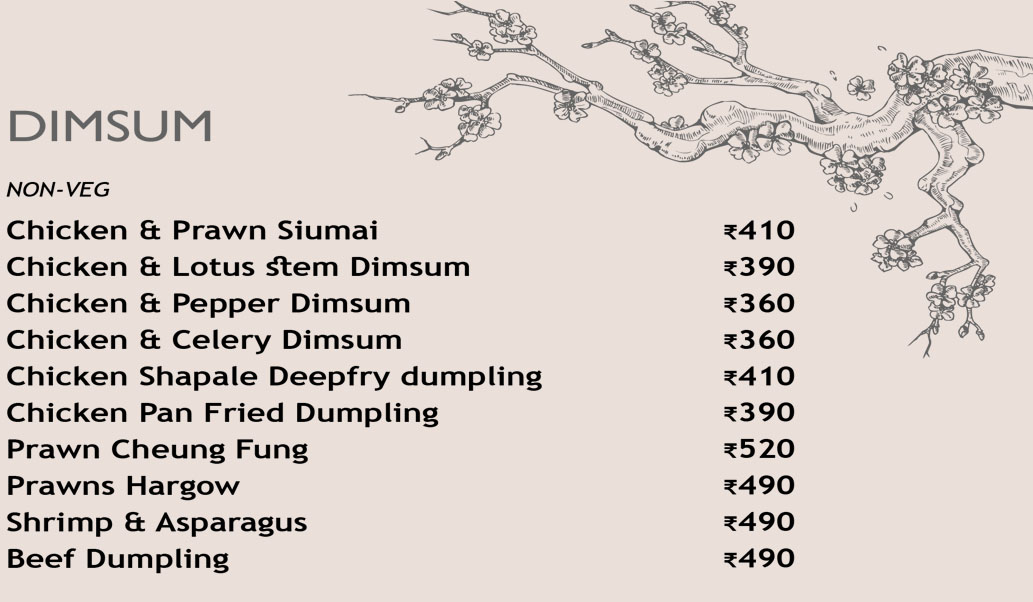 DIMSUM
NON-VEG
Chicken & Prawn Siumai ₹410
Chicken & Lotus stem Dimsum ₹390
Chicken & Pepper Dimsum ₹360
Chicken & Celery Dimsum ₹360
Chicken Shapale Deepfry dumpling ₹410
Chicken Pan Fried Dumpling ₹390
Prawn Cheung Fung ₹520
Prawns Hargow ₹490
Shrimp & Asparagus ₹490
Beef Dumpling ₹490